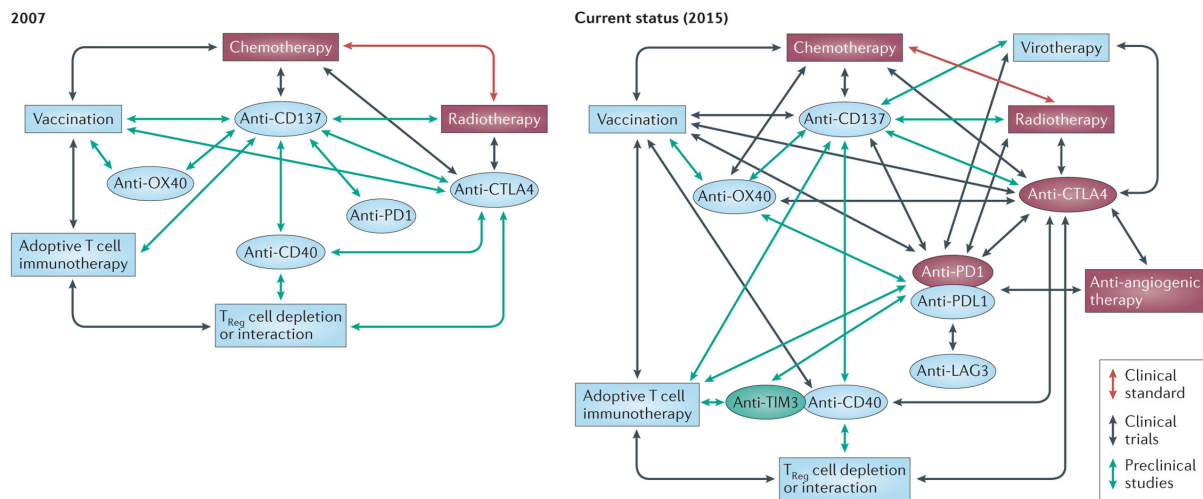 2007
Chemotherapy
Vaccination
Anti-CD137
Radiotherapy
Anti-OX40
Anti-CTLA4
Anti-PD1
Adoptive T cell
immunotherapy
Anti-CD40
TReg cell depletion
or interaction
Current status (2015)
Chemotherapy
Virotherapy
Vaccination
Anti-CD137
Radiotherapy
Anti-OX40
Anti-CTLA4
Anti-PD1
Anti-PDL1
Anti-angiogenic
therapy
Anti-LAG3
Adoptive T cell
immunotherapy
Anti-TIM3
Anti-CD40
TReg cell depletion
or interaction
Clinical
standard
Clinical
trials
Preclinical
studies